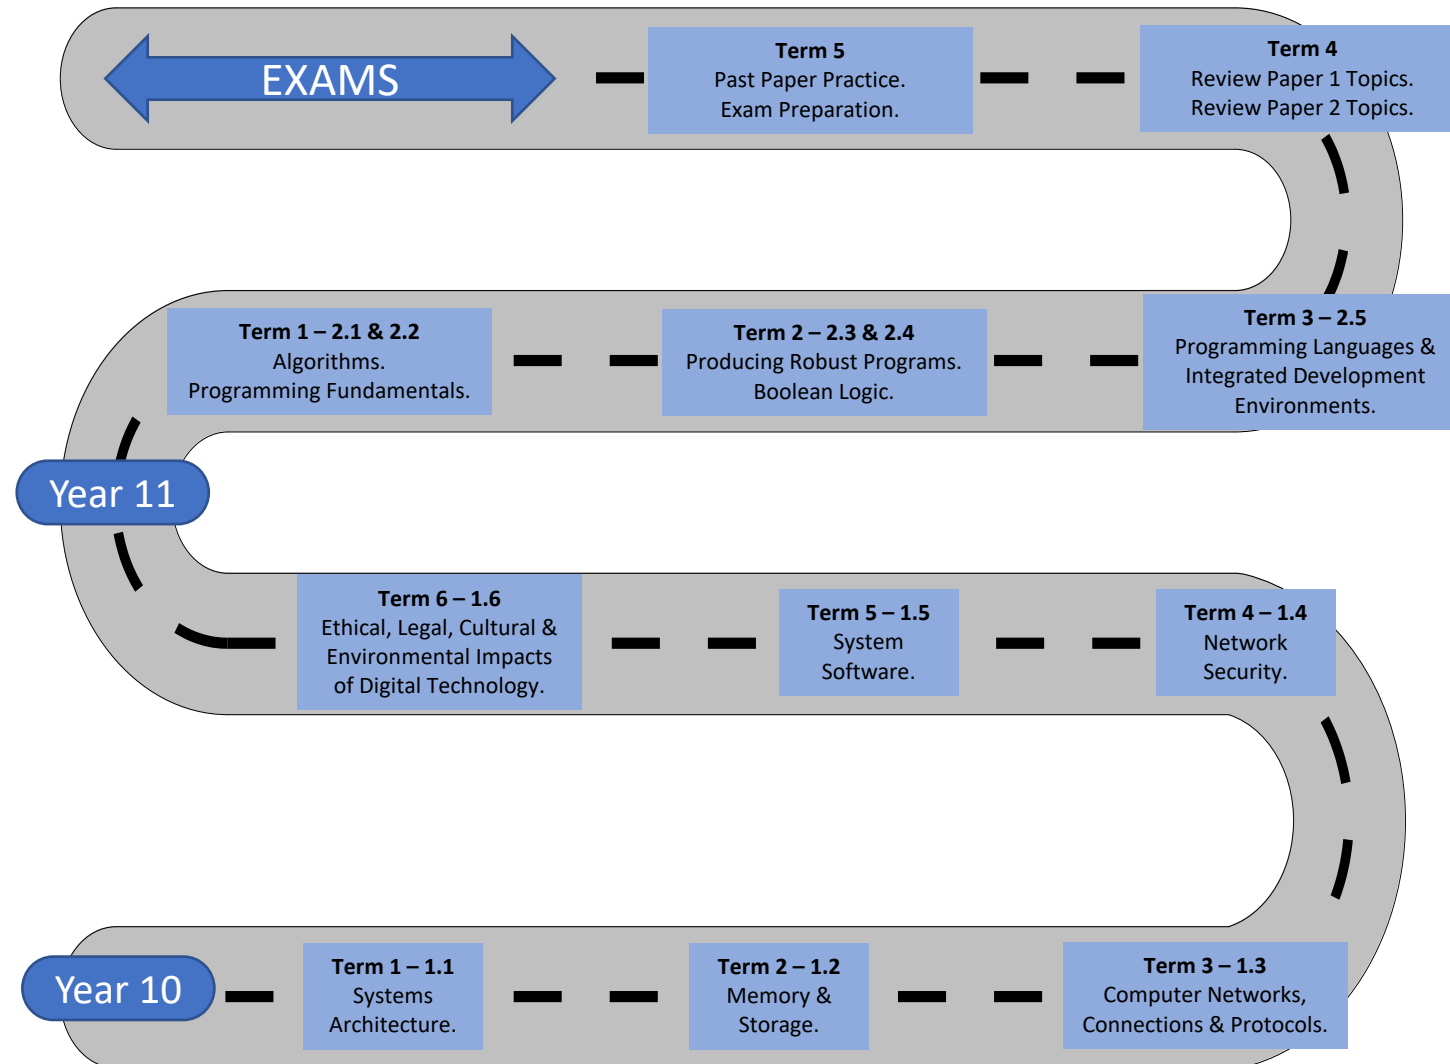 EXAMS
Term 5
Past Paper Practice.
Exam Preparation.
Term 4
Review Paper 1 Topics.
Review Paper 2 Topics.
Term 1 – 2.1 & 2.2
Algorithms.
Programming Fundamentals.
Term 2 – 2.3 & 2.4
Producing Robust Programs.
Boolean Logic.
Term 3 – 2.5
Programming Languages &
Integrated Development
Environments.
Year 11
Term 6 – 1.6
Ethical, Legal, Cultural &
Environmental Impacts
of Digital Technology.
Term 5 – 1.5
System
Software.
Term 4 – 1.4
Network
Security.
Year 10
Term 1 – 1.1
Systems
Architecture.
Term 2 – 1.2
Memory &
Storage.
Term 3 – 1.3
Computer Networks,
Connections & Protocols.